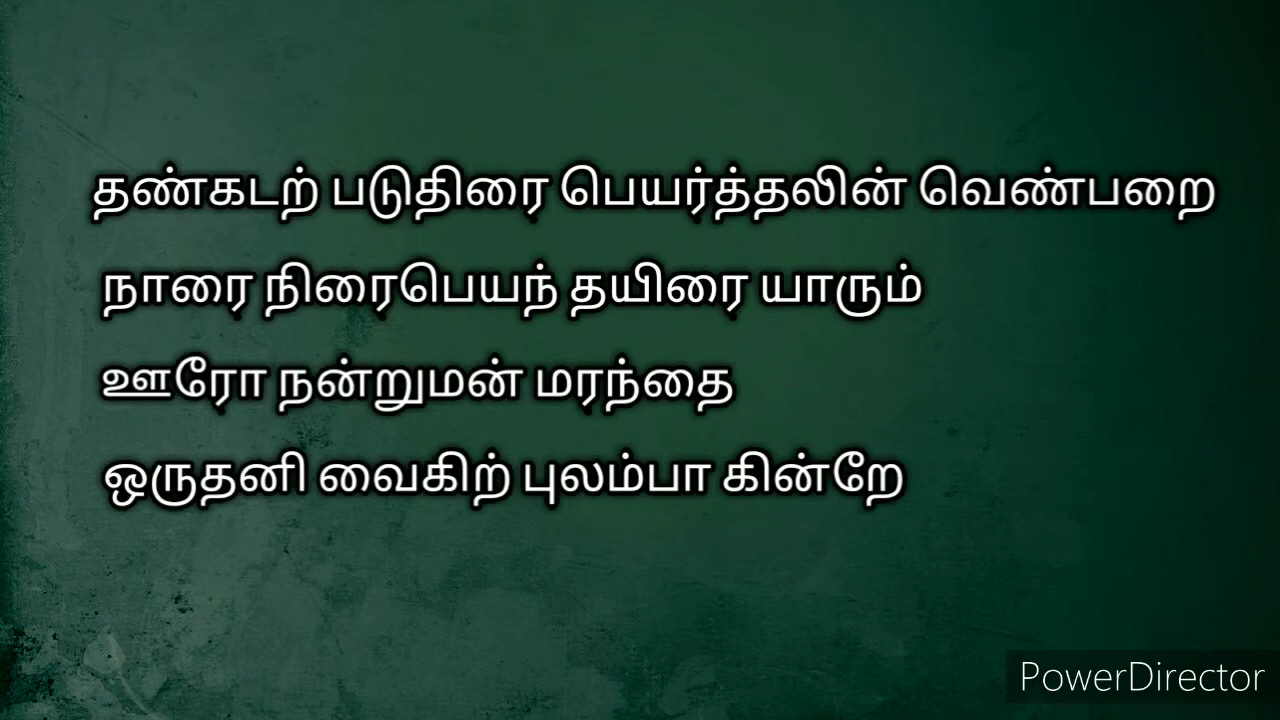 தண்கடற் படுதிரை பெயர்த்தலின் வெண்பறை
நாரை நிரைபெயந் தயிரை யாரும்
ஊரோ நன்றுமன் மரந்தை
ஒருதனி வைகிற் புலம்பா கின்றே
PowerDirector